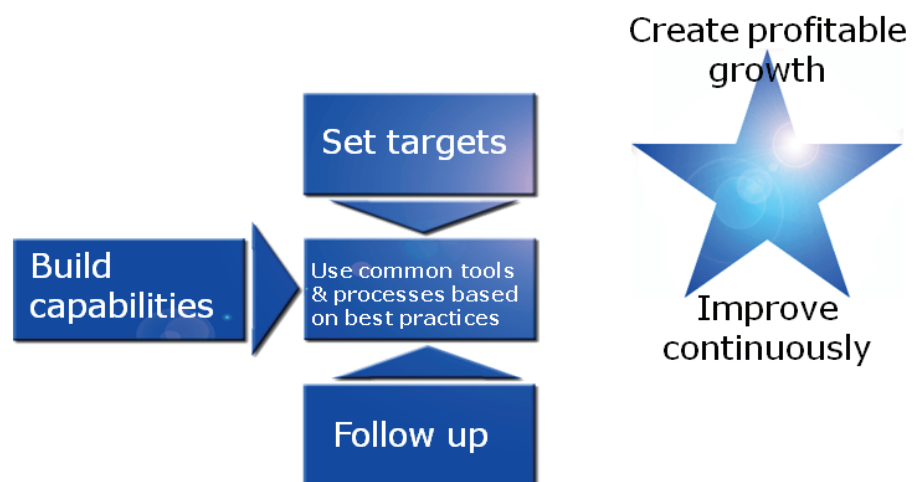 Create profitable
growth
Set targets
Build
capabilities
Use common tools
& processes based
on best practices
Improve
continuously
Follow up